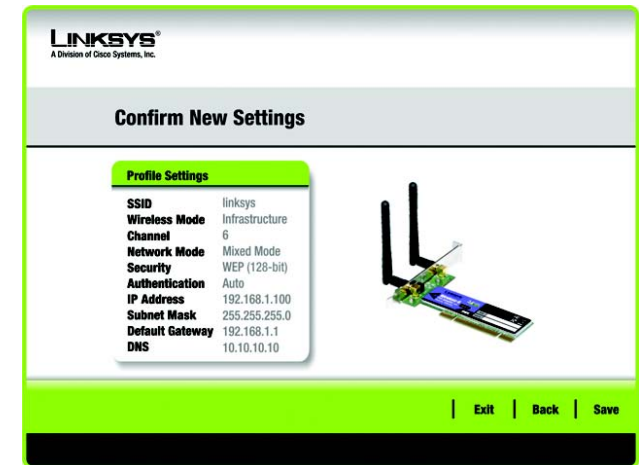 LINKSYS®
A Division of Cisco Systems, Inc.
Confirm New Settings
Profile Settings
SSID linksys
Wireless Mode Infrastructure
Channel 6
Network Mode Mixed Mode
Security WEP (128-bit)
Authentication Auto
IP Address 192.168.1.100
Subnet Mask 255.255.255.0
Default Gateway 192.168.1.1
DNS 10.10.10.10
Exit Back Save